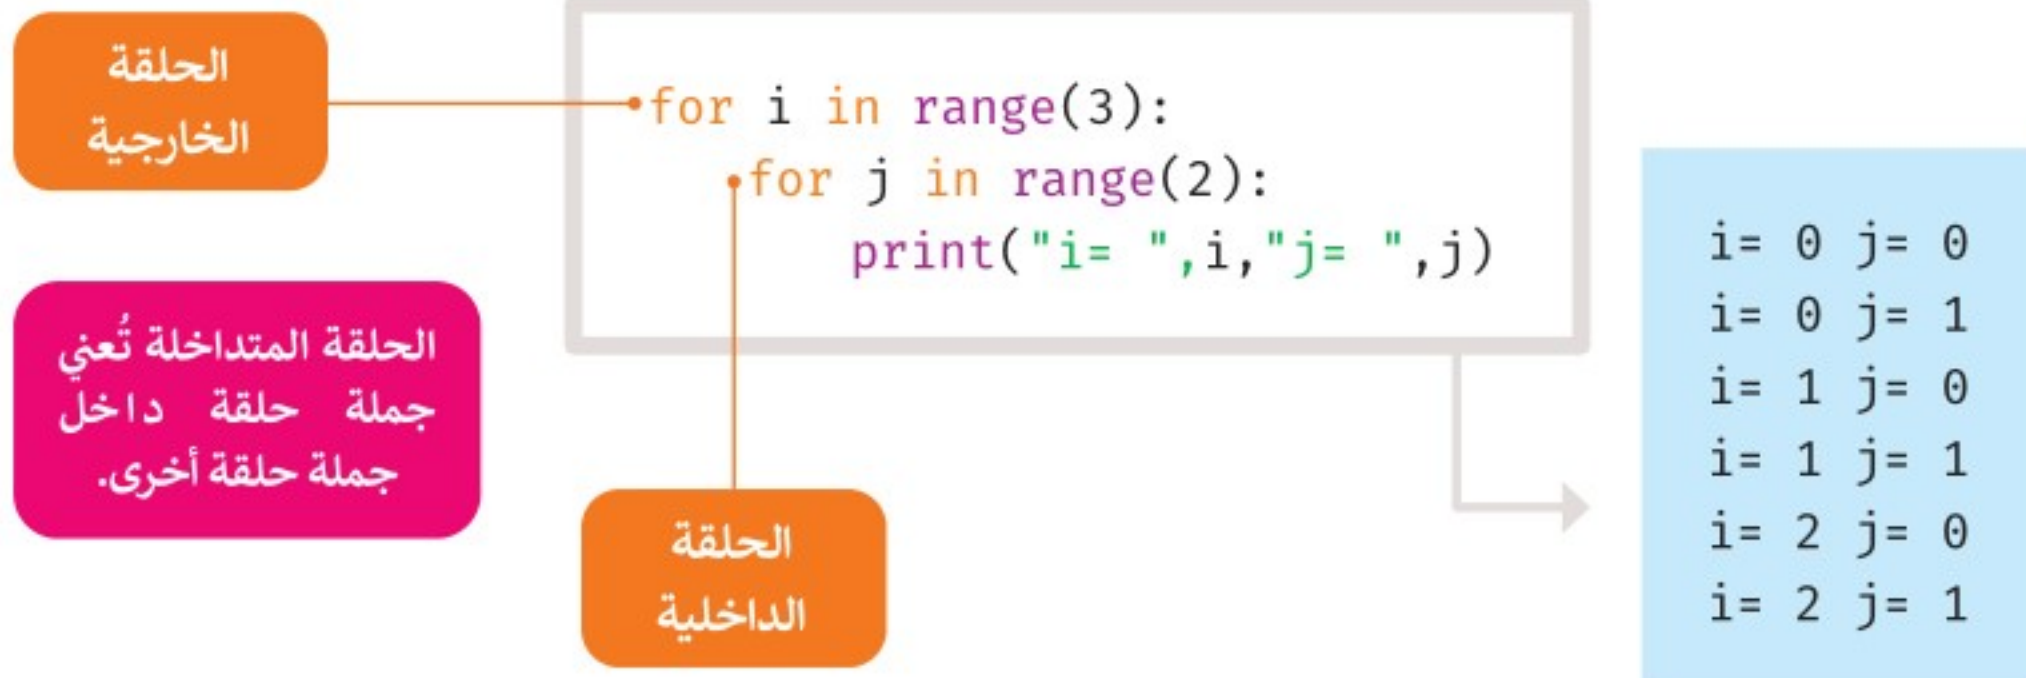 الحلقة
الخارجية
for i in range(3):
for j in range(2):
print("i= ",i,"j= ",j)
الحلقة المتداخلة تُعني
جملة حلقة داخل
جملة حلقة أخرى.
الحلقة
الداخلية
i= 0 j= 0
i= 0 j= 1
i= 1 j= 0
i= 1 j= 1
i= 2 j= 0
i= 2 j= 1